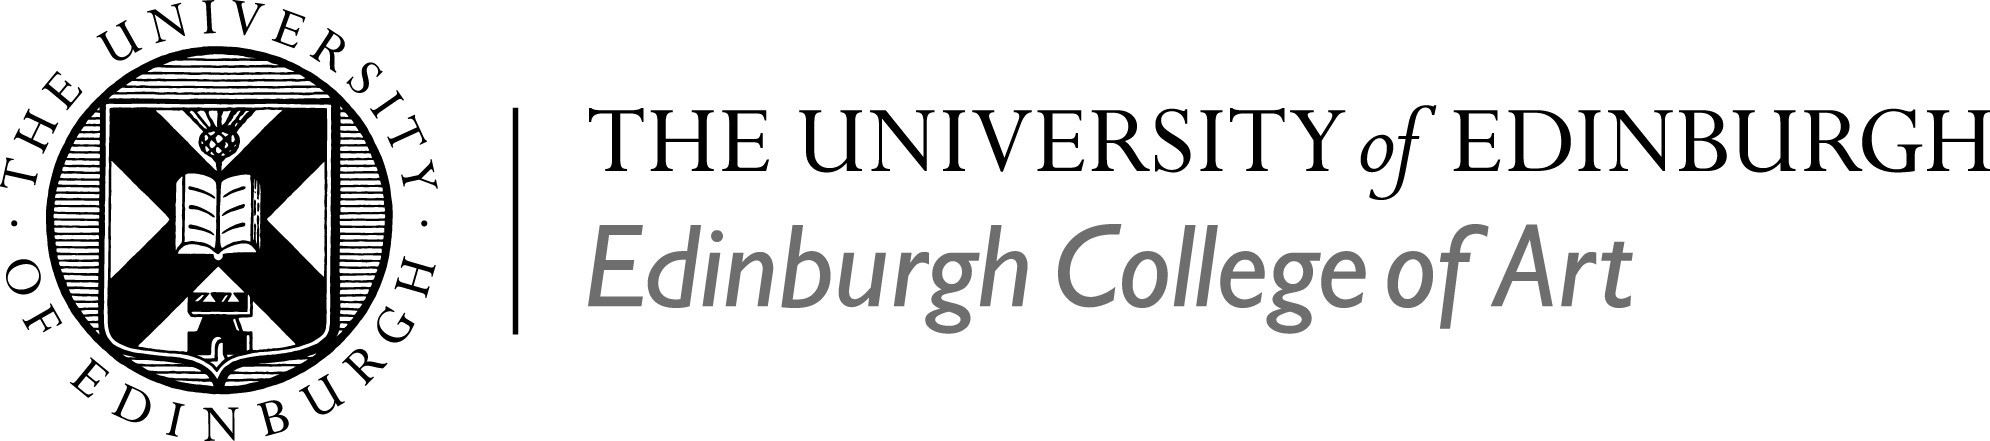 THE UNIVERSITY
· OF EDINBURGH ·
THE UNIVERSITY of EDINBURGH
Edinburgh College of Art